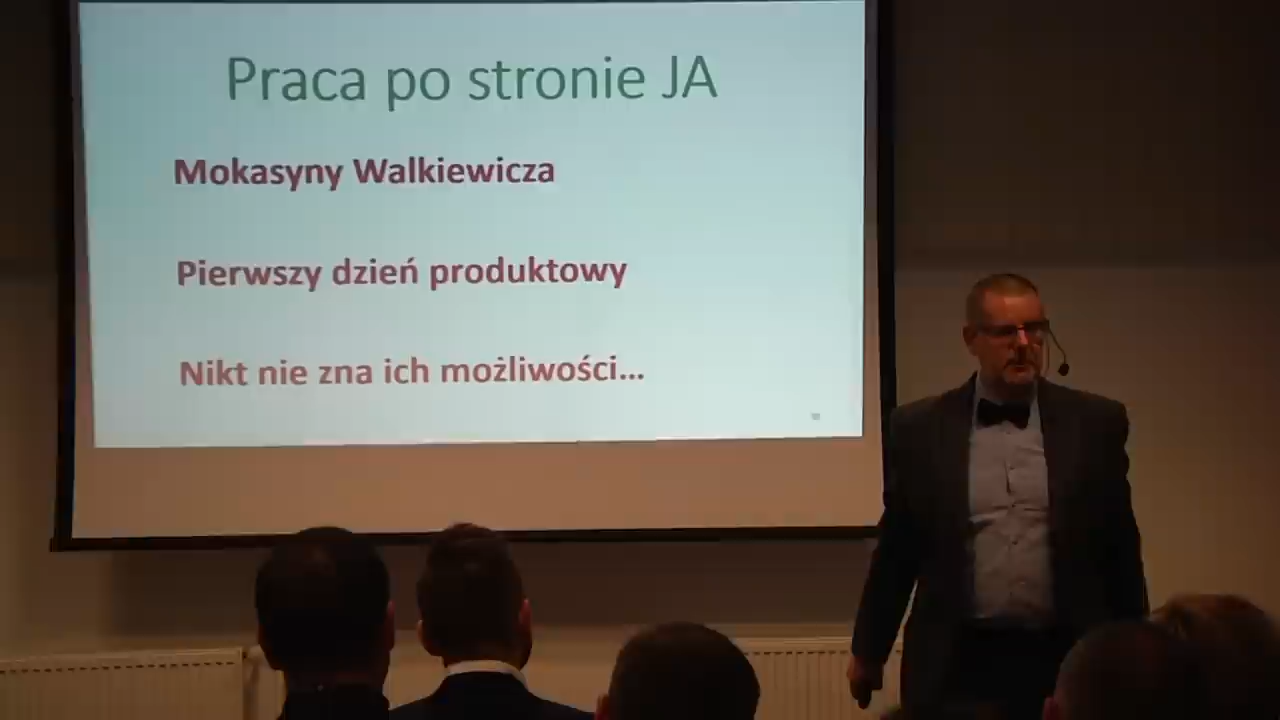 Praca po stronie JA
Mokasyny Walkiewicza
Pierwszy dzień produktowy
Nikt nie zna ich możliwości...